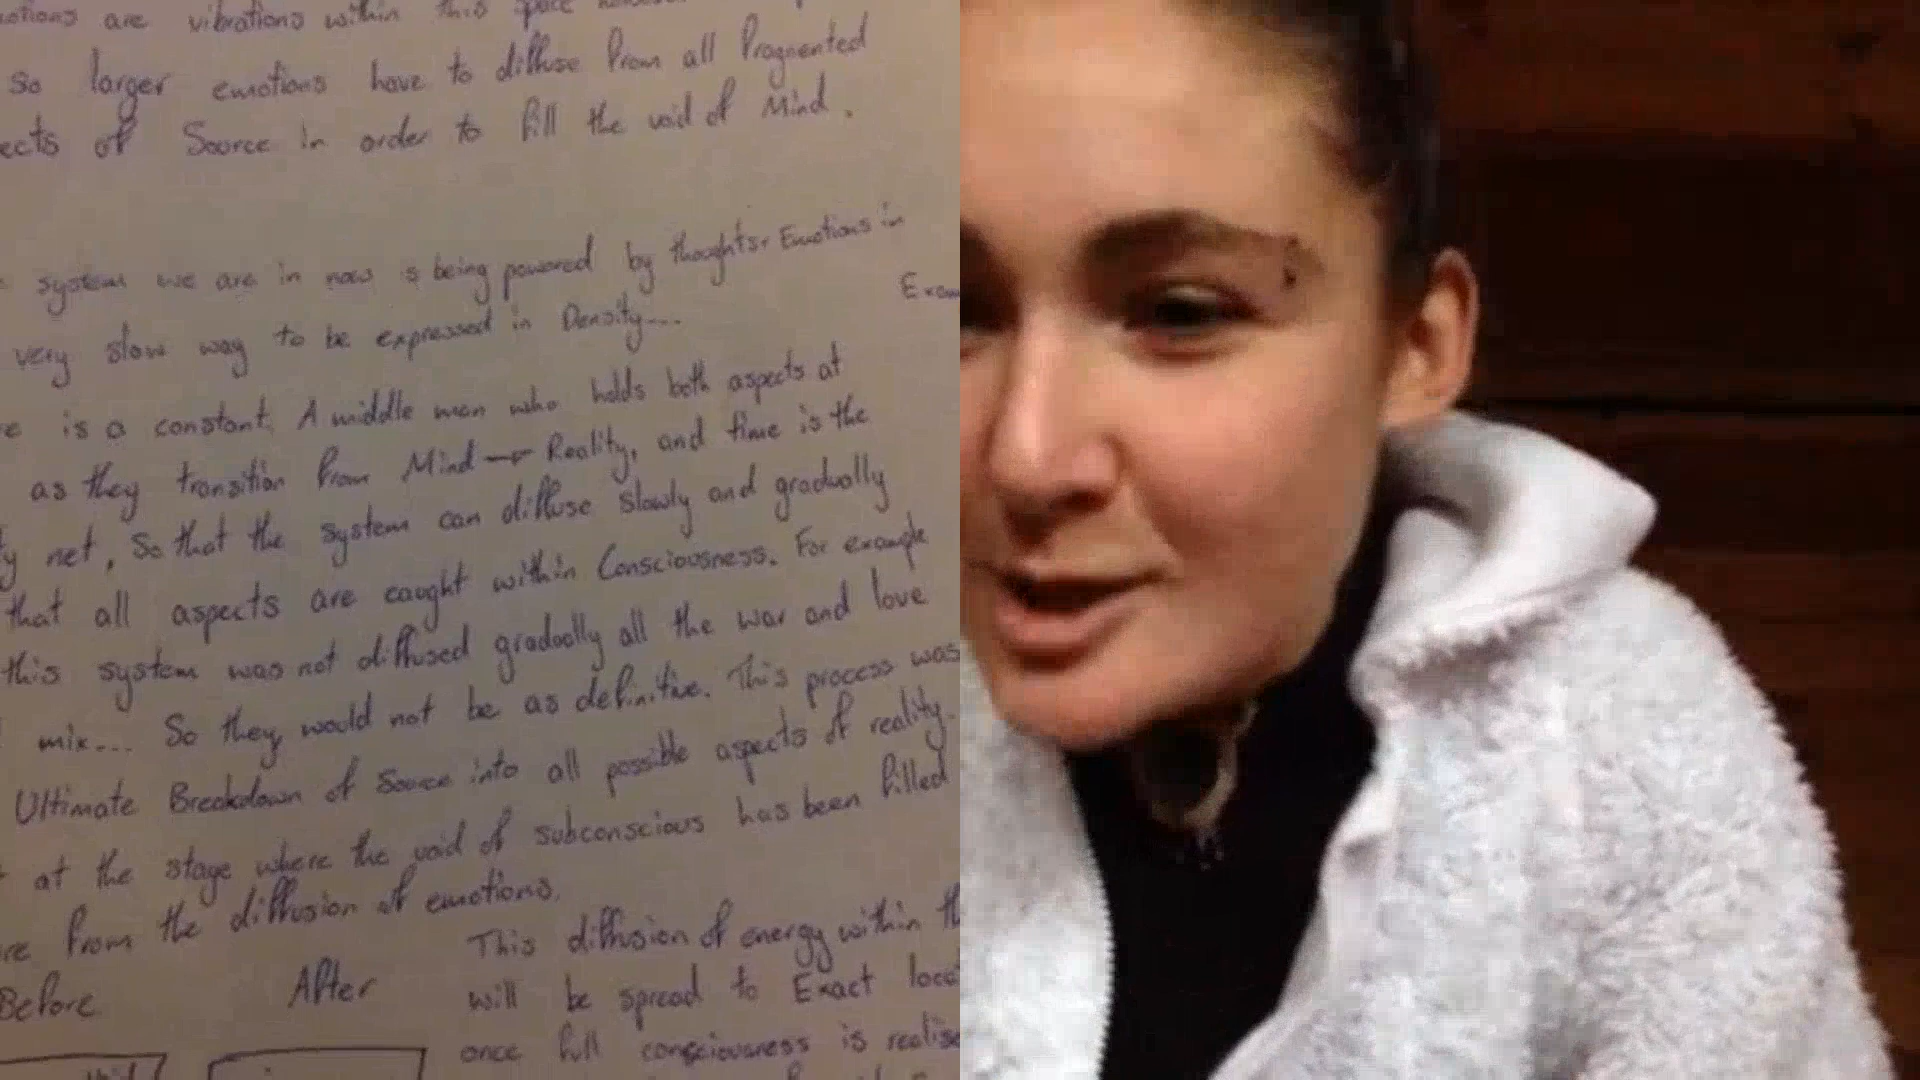 are vibrations within this space
So larger emotions have to diffuse from all fragmented
ects of Source in order to fill the void of Mind.
system we are in now is being powered by thoughts. Emotions in
very slow way to be expressed in Density...
Exam
is a constant. A middle man who holds both aspects at
as they transition from Mind → Reality, and time is the
y net, So that the system can diffuse slowly and gradually
that all aspects are caught within Consciousness. For example
this system was not diffused gradually all the war and love
mix... So they would not be as definitive. This process was
Ultimate Breakdown of Source into all possible aspects of reality.
at the stage where the void of subconscious has been filled
re from the diffusion of emotions.
Before After
This diffusion of energy within th
will be spread to Exact loca
once full consciousness is realise